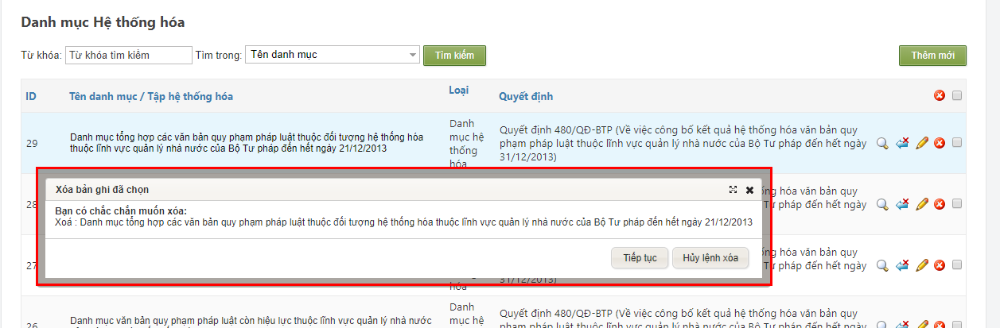 Danh mục Hệ thống hóa
Từ khóa: Từ khóa tìm kiếm Tìm trong: Tên danh mục Tìm kiếm Thêm mới
ID Tên danh mục / Tập hệ thống hóa Loại Quyết định
29
Danh mục tổng hợp các văn bản quy phạm pháp luật thuộc đối tượng hệ thống hóa
thuộc lĩnh vực quản lý nhà nước của Bộ Tư pháp đến hết ngày 21/12/2013
Danh
mục hệ
thống
hóa
Quyết định 480/QĐ-BTP (Về việc công bố kết quả hệ thống hóa văn bản quy
phạm pháp luật thuộc lĩnh vực quản lý nhà nước của Bộ Tư pháp đến hết ngày
31/12/2013)
28
ng hóa văn bản quy
Tư pháp đến hết ngày
Xóa bản ghi đã chọn
Bạn có chắc chắn muốn xóa:
Xoá : Danh mục tổng hợp các văn bản quy phạm pháp luật thuộc đối tượng hệ thống hóa thuộc lĩnh vực quản lý nhà nước của Bộ Tư pháp đến hết ngày 21/12/2013
Tiếp tục Hủy lệnh xóa
27
ng hóa văn bản quy
Tư pháp đến hết ngày
hóa
31/12/2013)
26
Danh mục văn bản quy phạm pháp luật còn hiệu lực thuộc lĩnh vực quản lý nhà nước
Danh
mục hệ
Quyết định 480/QĐ-BTP (Về việc công bố kết quả hệ thống hóa văn bản quy
phạm pháp luật thuộc lĩnh vực quản lý nhà nước của Bộ Tư pháp đến hết ngày